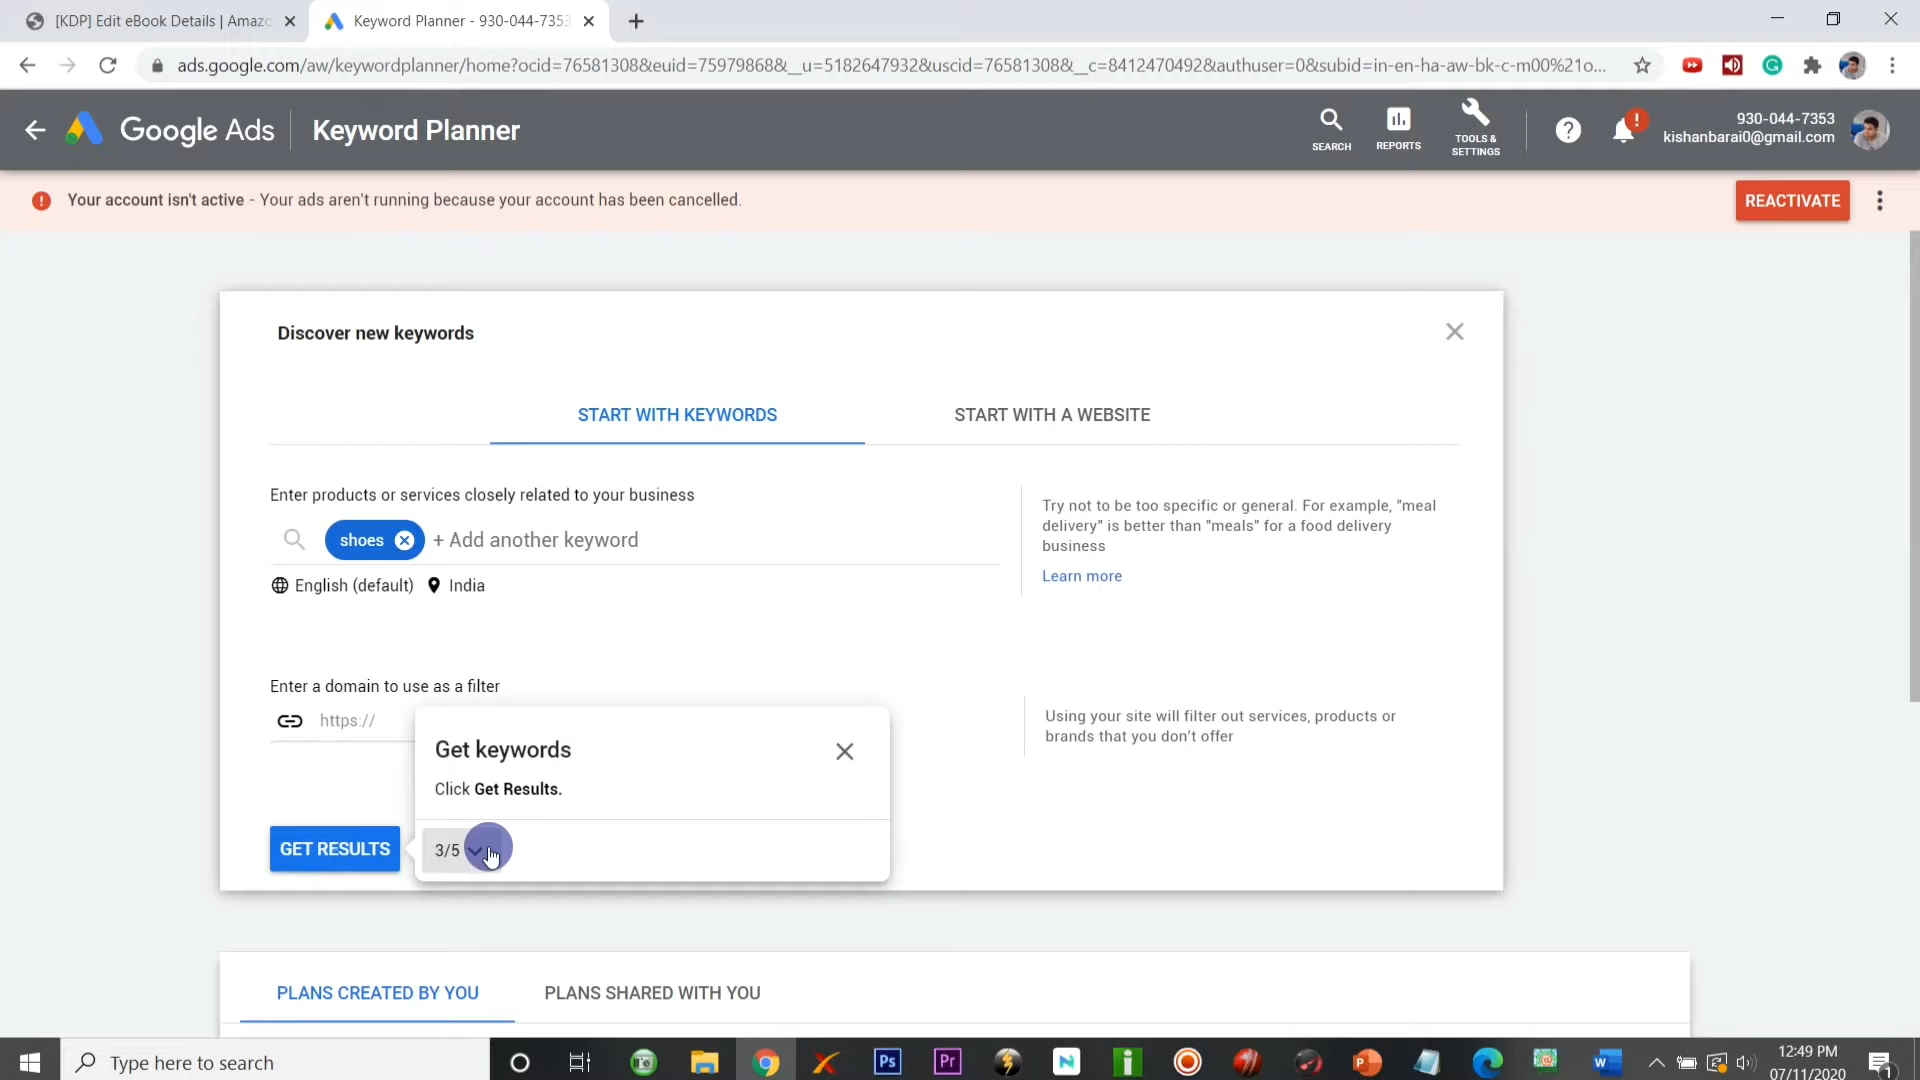 [KDP] Edit eBook Details | Amazo
Keyword Planner - 930-044-7353
ads.google.com/aw/keywordplanner/home?ocid=76581308&euid=75979868&__u=5182647932&uscid=76581308&__c=8412470492&authuser=0&subid=in-en-ha-aw-bk-c-m00%21o...
Google Ads
Keyword Planner
SEARCH
REPORTS
TOOLS &
SETTINGS
930-044-7353
kishanbarai0@gmail.com
Your account isn't active - Your ads aren't running because your account has been cancelled.
REACTIVATE
Discover new keywords
START WITH KEYWORDS
START WITH A WEBSITE
Enter products or services closely related to your business
shoes
+ Add another keyword
English (default)
India
Try not to be too specific or general. For example, "meal
delivery" is better than "meals" for a food delivery
business
Learn more
Enter a domain to use as a filter
https://
Using your site will filter out services, products or
brands that you don't offer
Get keywords
Click Get Results.
GET RESULTS
3/5
PLANS CREATED BY YOU
PLANS SHARED WITH YOU
Type here to search
Ps
Pr
12:49 PM
07/11/2020
1